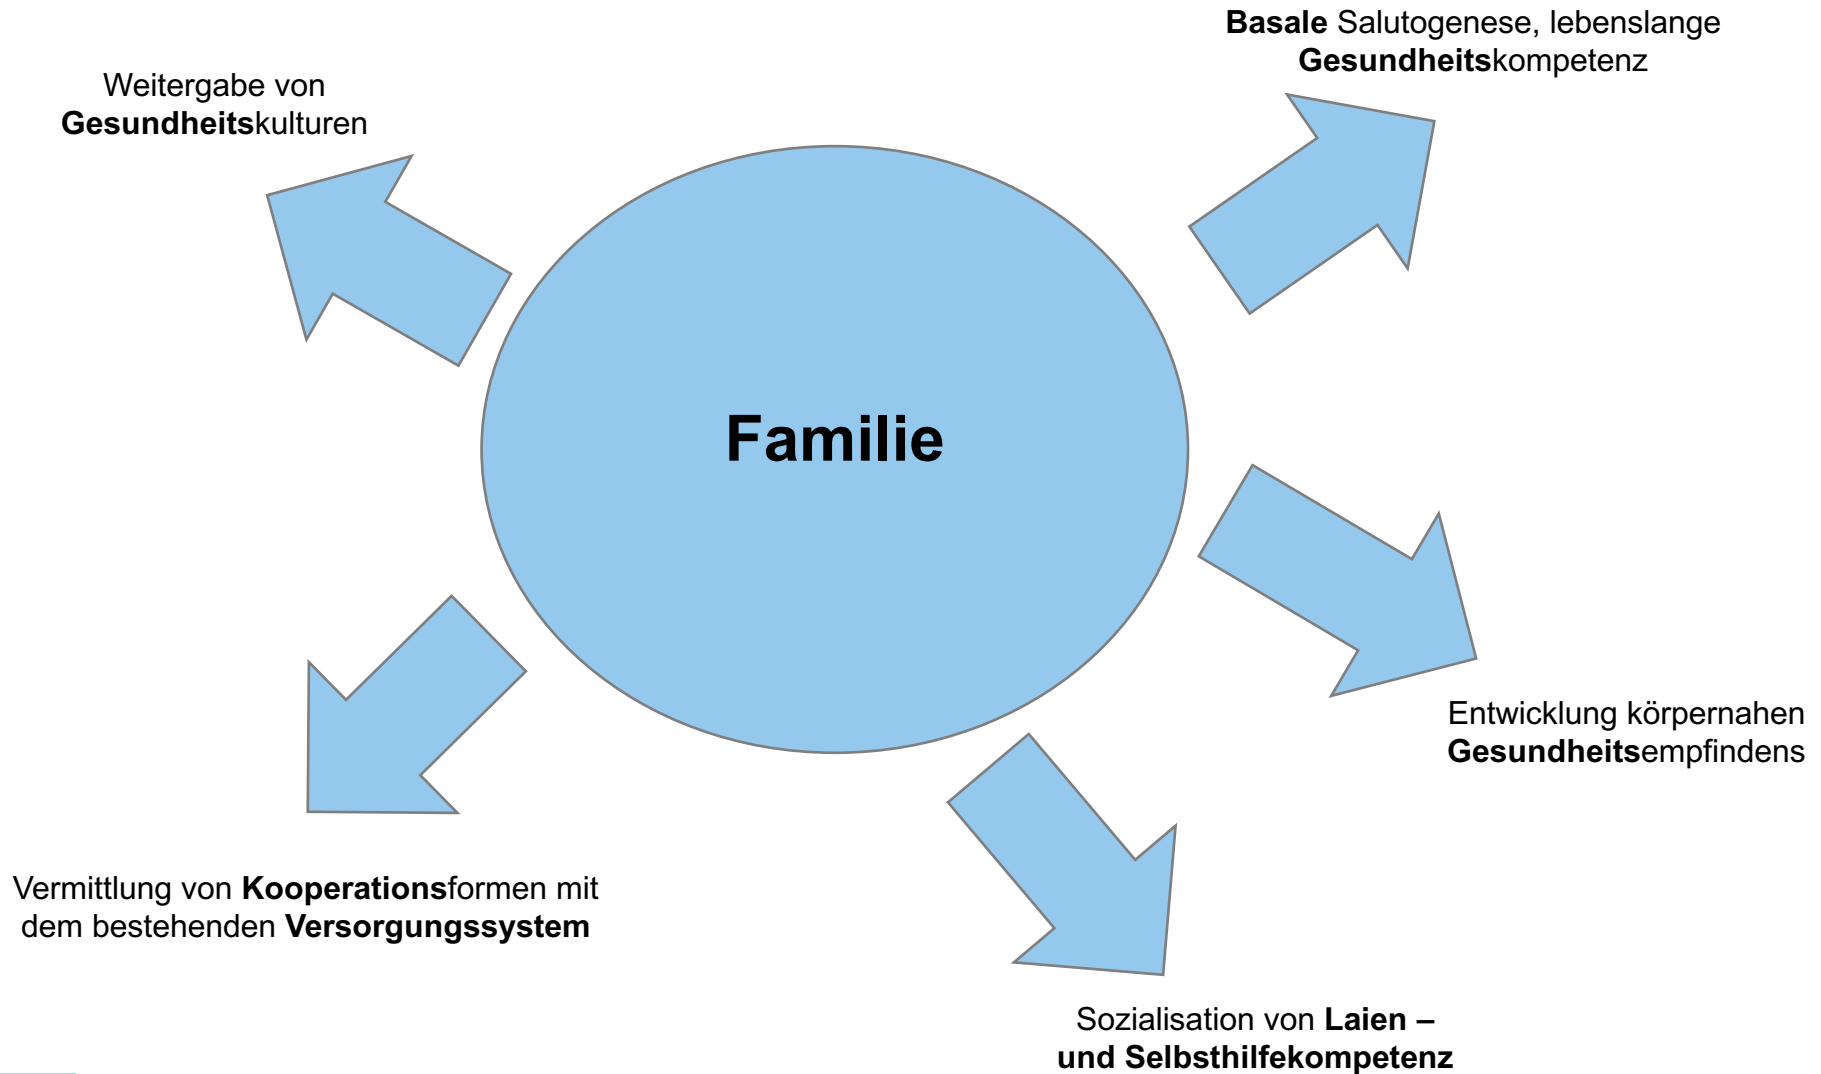 Basale Salutogenese, lebenslange
Gesundheitskompetenz
Weitergabe von
Gesundheitskulturen
Familie
Entwicklung körpernahen
Gesundheitsempfindens
Vermittlung von Kooperationsformen mit
dem bestehenden Versorgungssystem
Sozialisation von Laien –
und Selbsthilfekompetenz